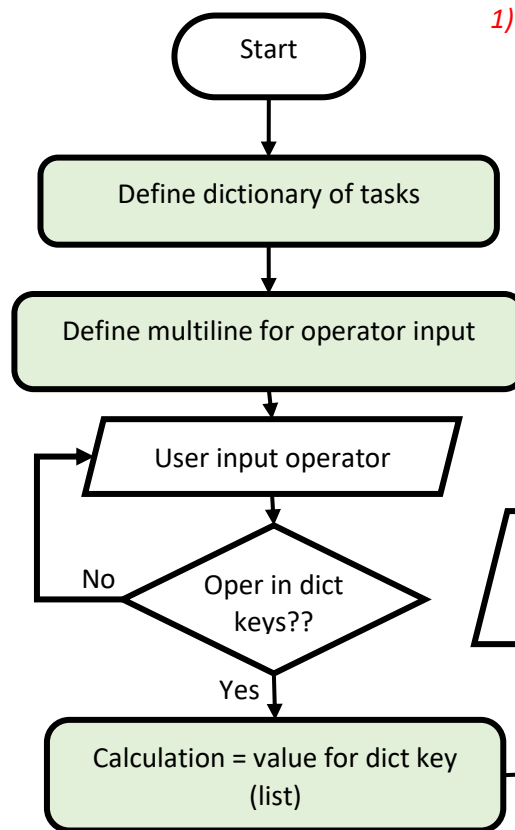 1)
Start
Define dictionary of tasks
Define multiline for operator input
User input operator
No
Oper in dict
keys??
Yes
Calculation = value for dict key
(list)